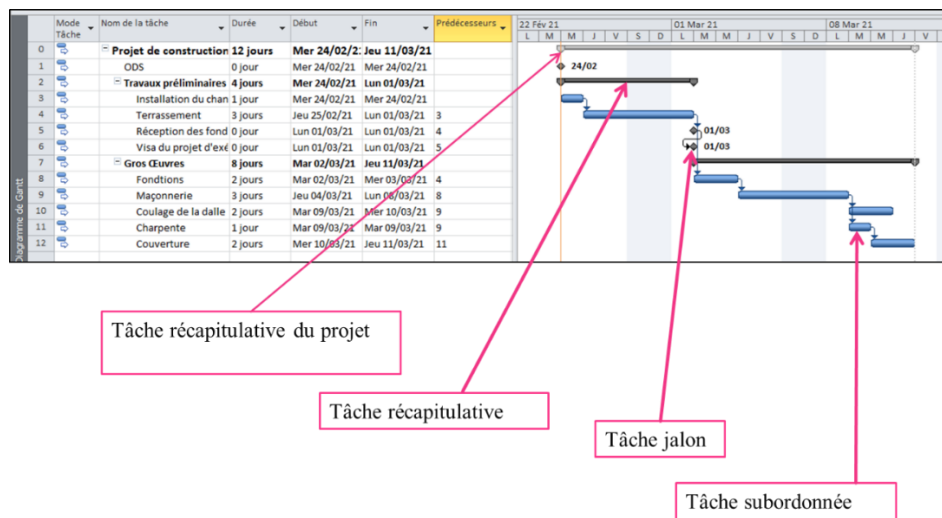 Mode Tâche Nom de la tâche Durée Début Fin Prédécesseurs
22 Fév 21 01 Mar 21 08 Mar 21
L M M J V S D L M M J V S D L M M J V
0 Projet de construction 12 jours Mer 24/02/2 Jeu 11/03/21
1 ODS 0 jour Mer 24/02/21 Mer 24/02/21 24/02
2 Travaux préliminaires 4 jours Mer 24/02/21 Lun 01/03/21
3 Installation du chan 1 jour Mer 24/02/21 Mer 24/02/21
4 Terrassement 3 jours Jeu 25/02/21 Lun 01/03/21 3
5 Réception des fond 0 jour Lun 01/03/21 Lun 01/03/21 4 01/03
6 Visa du projet d'exé 0 jour Lun 01/03/21 Lun 01/03/21 5 01/03
7 Gros Œuvres 8 jours Mar 02/03/21 Jeu 11/03/21
8 Fondtions 2 jours Mar 02/03/21 Mer 03/03/21 4
9 Maçonnerie 3 jours Jeu 04/03/21 Lun 08/03/21 8
10 Coulage de la dalle 2 jours Mar 09/03/21 Mer 10/03/21 9
11 Charpente 1 jour Mar 09/03/21 Mar 09/03/21 9
12 Couverture 2 jours Mer 10/03/21 Jeu 11/03/21 11
Diagramme de Gantt
Tâche récapitulative du projet
Tâche récapitulative
Tâche jalon
Tâche subordonnée